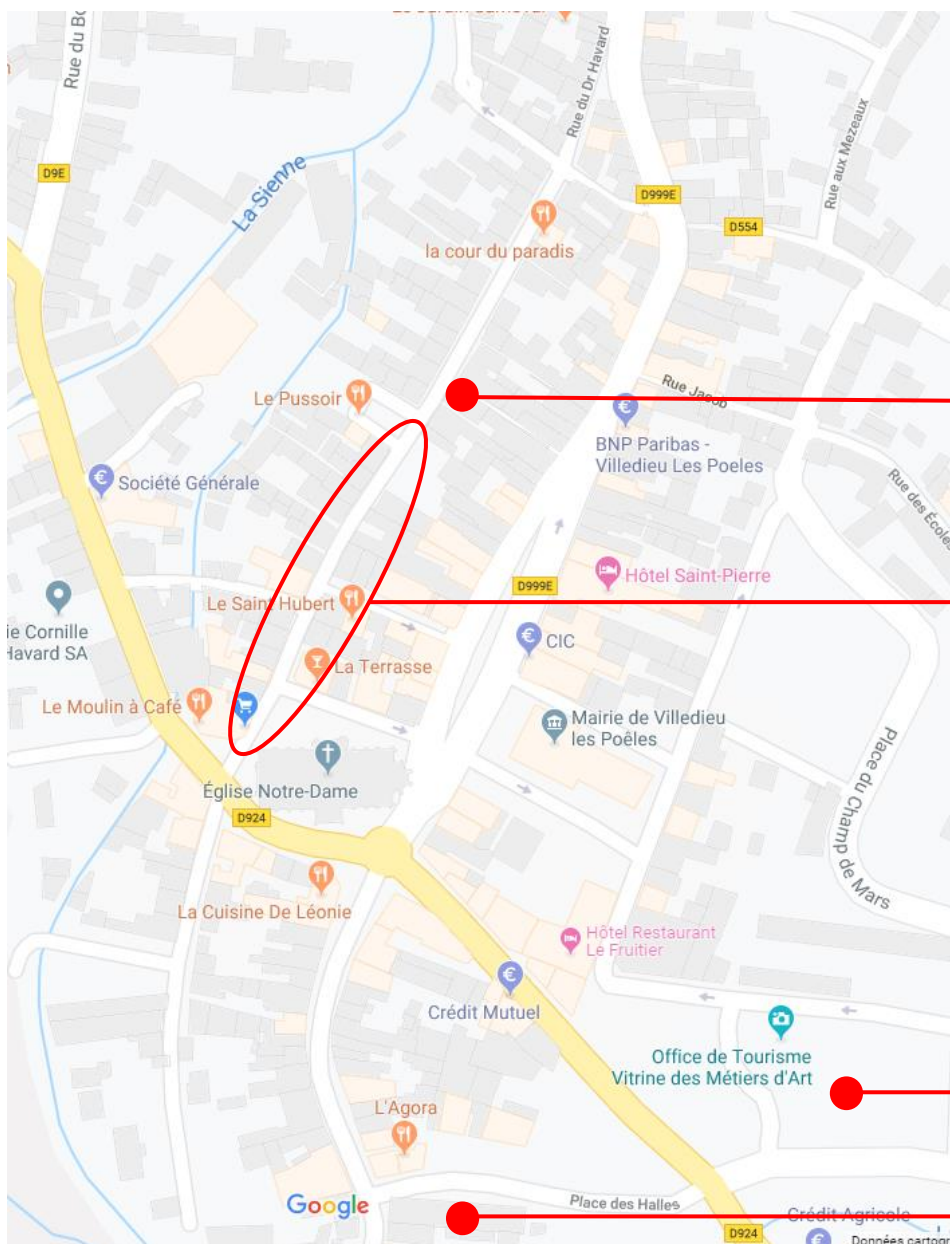 Rue du Bo
Rue du Dr Havard
Rue aux Mezeaux
D9E
La Sienne
D999E
D554
la cour du paradis
Le Pussoir
Rue Jacob
BNP Paribas -
Villedieu Les Poeles
Société Générale
Rue des Écoles
Hôtel Saint-Pierre
D999E
Le Saint Hubert
CIC
ie Cornille
Havard SA
La Terrasse
Le Moulin à Café
Mairie de Villedieu
les Poêles
Place du Champ de Mars
Église Notre-Dame
D924
La Cuisine De Léonie
Hôtel Restaurant
Le Fruitier
Crédit Mutuel
Office de Tourisme
Vitrine des Métiers d'Art
L'Agora
Google
Place des Halles
Crédit Agricole
D924
Données cartogr